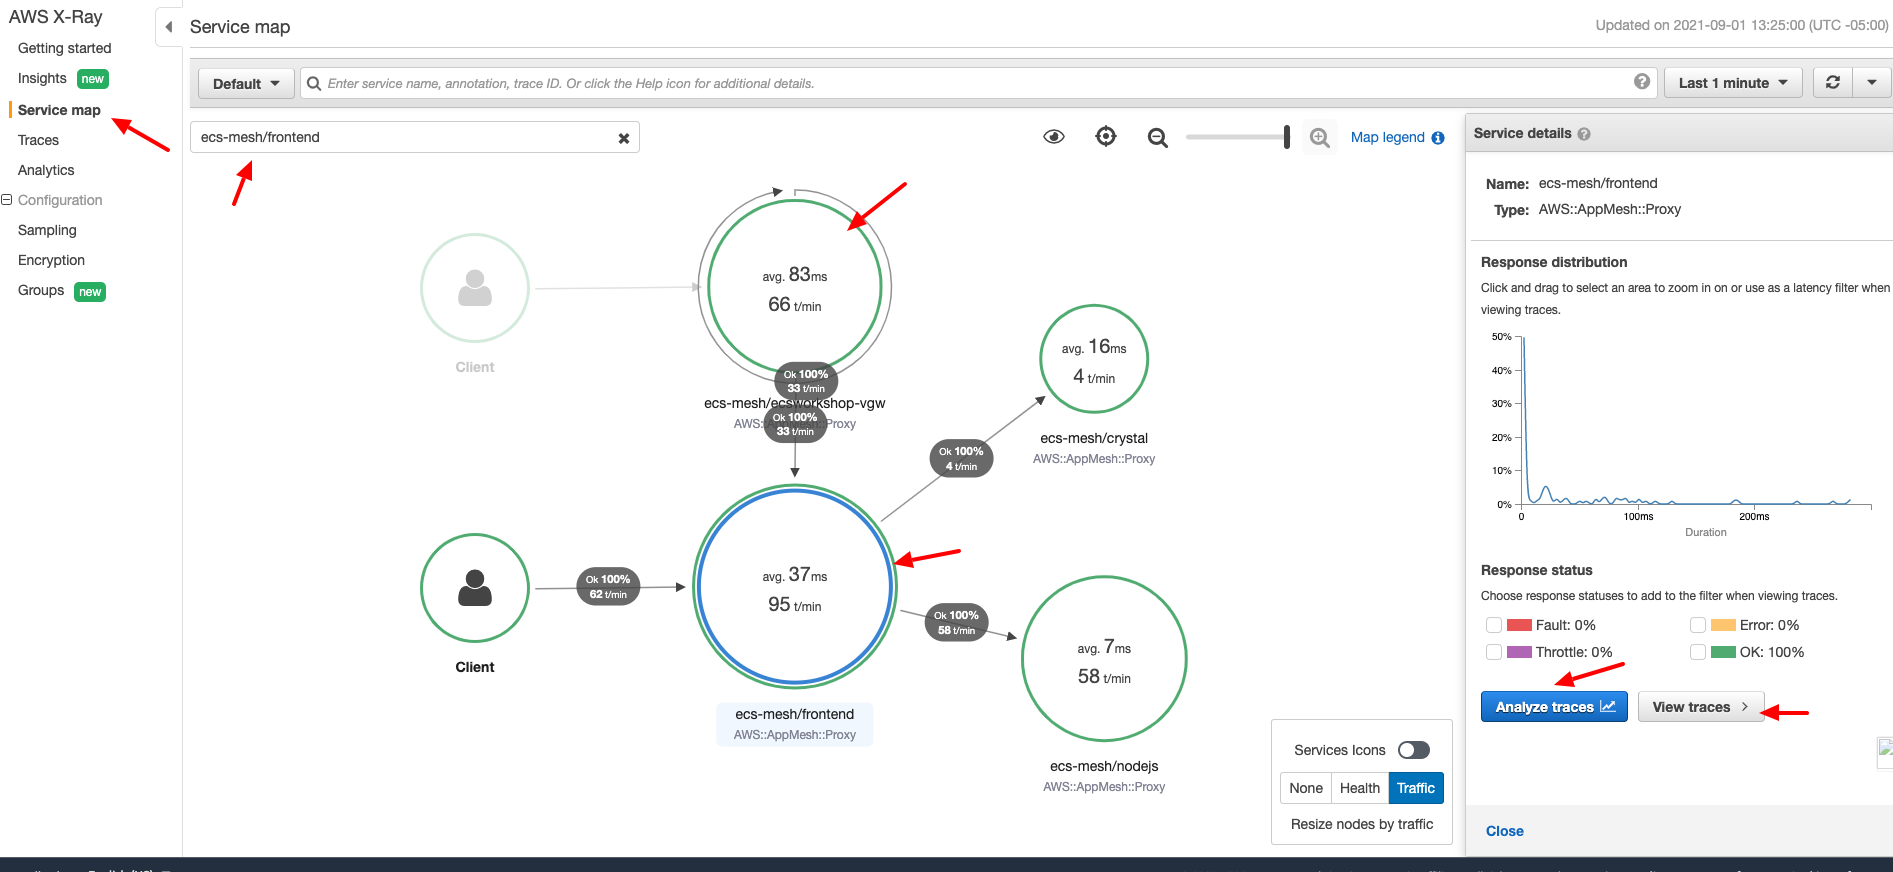 AWS X-Ray
Getting started
Insights new
Service map
Traces
Analytics
Configuration
Sampling
Encryption
Groups new
Service map
Updated on 2021-09-01 13:25:00 (UTC -05:00)
Default
Enter service name, annotation, trace ID. Or click the Help icon for additional details.
Last 1 minute
ecs-mesh/frontend
Map legend
Client
avg. 83ms
66 t/min
Ok 100%
33 t/min
ecs-mesh/ecsworkshop-vgw
AWS::AppMesh::Proxy
Ok 100%
33 t/min
avg. 16ms
4 t/min
ecs-mesh/crystal
AWS::AppMesh::Proxy
Ok 100%
4 t/min
Client
Ok 100%
62 t/min
avg. 37ms
95 t/min
ecs-mesh/frontend
AWS::AppMesh::Proxy
Ok 100%
58 t/min
avg. 7ms
58 t/min
ecs-mesh/nodejs
AWS::AppMesh::Proxy
Services Icons
None Health Traffic
Resize nodes by traffic
Service details
Name: ecs-mesh/frontend
Type: AWS::AppMesh::Proxy
Response distribution
Click and drag to select an area to zoom in on or use as a latency filter when
viewing traces.
50%
40%
30%
20%
10%
0%
0 100ms 200ms
Duration
Response status
Choose response statuses to add to the filter when viewing traces.
Fault: 0% Error: 0%
Throttle: 0% OK: 100%
Analyze traces View traces
Close